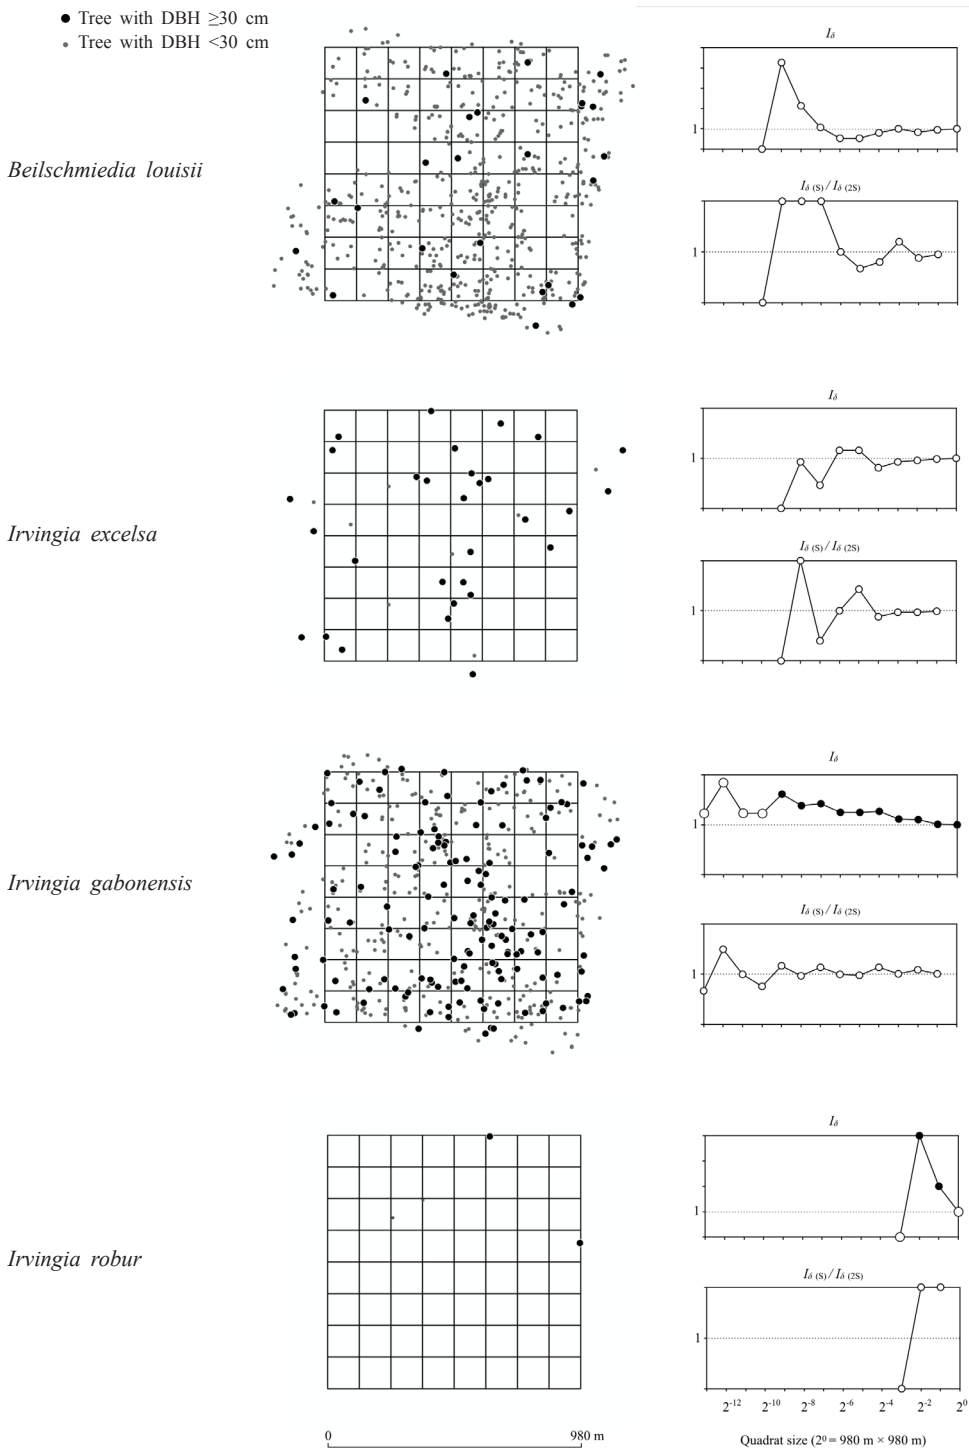 Tree with DBH ≥30 cm
Tree with DBH <30 cm
Beilschmiedia louisii
Iδ
1
Iδ (S) / Iδ (2S)
1
Irvingia excelsa
Iδ
1
Iδ (S) / Iδ (2S)
1
Irvingia gabonensis
Iδ
1
Iδ (S) / Iδ (2S)
1
Irvingia robur
Iδ
1
Iδ (S) / Iδ (2S)
1
2⁻¹² 2⁻¹⁰ 2⁻⁸ 2⁻⁶ 2⁻⁴ 2⁻² 2⁰
0 980 m
Quadrat size (2⁰ = 980 m × 980 m)